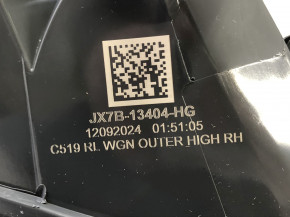 JX7B-13404-HG
12092024 01:51:05
C519 RL WGN OUTER HIGH RH